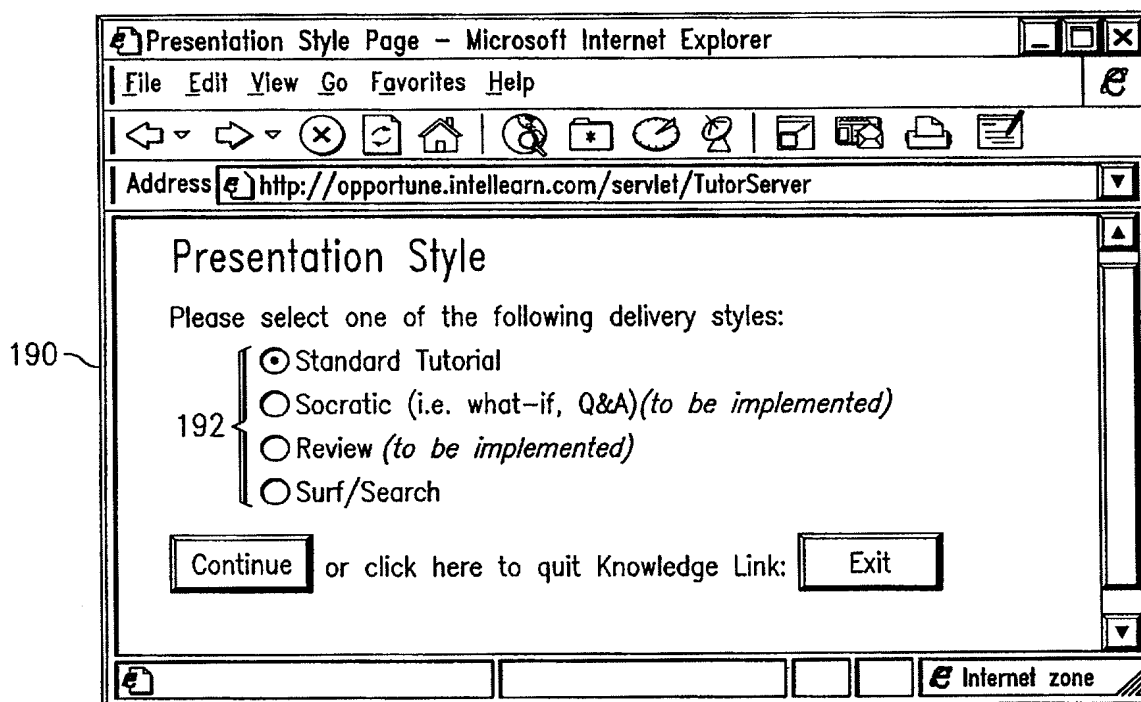 Presentation Style Page – Microsoft Internet Explorer
File Edit View Go Favorites Help
Address http://opportune.intellearn.com/servlet/TutorServer
Presentation Style
Please select one of the following delivery styles:
190
Standard Tutorial
Socratic (i.e. what–if, Q&A)(to be implemented)
192
Review (to be implemented)
Surf/Search
Continue or click here to quit Knowledge Link: Exit
Internet zone